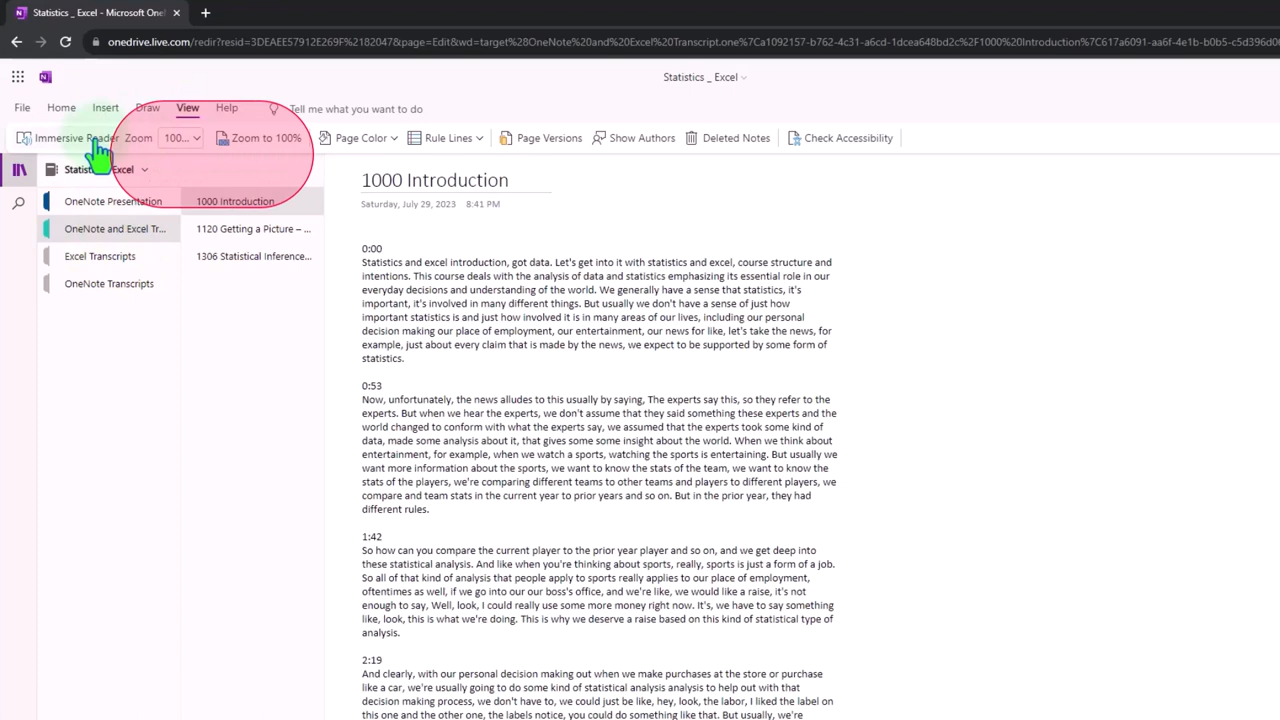 Statistics _ Excel - Microsoft One
onedrive.live.com/redir?resid=3DEAEE57912E269F%2182047&page=Edit&wd=target%28OneNote%20and%20Excel%20Transcript.one%7Ca1092157-b762-4c31-a6cd-1dcea648bd2c%2F1000%20Introduction%7C617a6091-aa6f-4e1b-b0b5-c5d396d0
Statistics _ Excel
File Home Insert Draw View Help Tell me what you want to do
Immersive Reader Zoom 100... Zoom to 100% Page Color Rule Lines Page Versions Show Authors Deleted Notes Check Accessibility
Excel
OneNote Presentation
OneNote and Excel Tr...
Excel Transcripts
OneNote Transcripts
1000 Introduction
1120 Getting a Picture – ...
1306 Statistical Inference...
1000 Introduction
Saturday, July 29, 2023 8:41 PM
0:00
Statistics and excel introduction, got data. Let's get into it with statistics and excel, course structure and
intentions. This course deals with the analysis of data and statistics emphasizing its essential role in our
everyday decisions and understanding of the world. We generally have a sense that statistics, it's
important, it's involved in many different things. But usually we don't have a sense of just how
important statistics is and just how involved it is in many areas of our lives, including our personal
decision making our place of employment, our entertainment, our news for like, let's take the news, for
example, just about every claim that is made by the news, we expect to be supported by some form of
statistics.
0:53
Now, unfortunately, the news alludes to this usually by saying, The experts say this, so they refer to the
experts. But when we hear the experts, we don't assume that they said something these experts and the
world changed to conform with what the experts say, we assumed that the experts took some kind of
data, made some analysis about it, that gives some some insight about the world. When we think about
entertainment, for example, when we watch a sports, watching the sports is entertaining. But usually we
want more information about the sports, we want to know the stats of the team, we want to know the
stats of the players, we're comparing different teams to other teams and players to different players, we
compare and team stats in the current year to prior years and so on. But in the prior year, they had
different rules.
1:42
So how can you compare the current player to the prior year player and so on, and we get deep into
these statistical analysis. And like when you're thinking about sports, really, sports is just a form of a job.
So all of that kind of analysis that people apply to sports really applies to our place of employment,
oftentimes as well, if we go into our our boss's office, and we're like, we would like a raise, it's not
enough to say, Well, look, I could really use some more money right now. It's, we have to say something
like, look, this is what we're doing. This is why we deserve a raise based on this kind of statistical type of
analysis.
2:19
And clearly, with our personal decision making out when we make purchases at the store or purchase
like a car, we're usually going to do some kind of statistical analysis analysis to help out with that
decision making process, we don't have to, we could just be like, hey, look, the labor, I liked the label on
this one and the other one, the labels notice, you could do something like that. But usually, we're